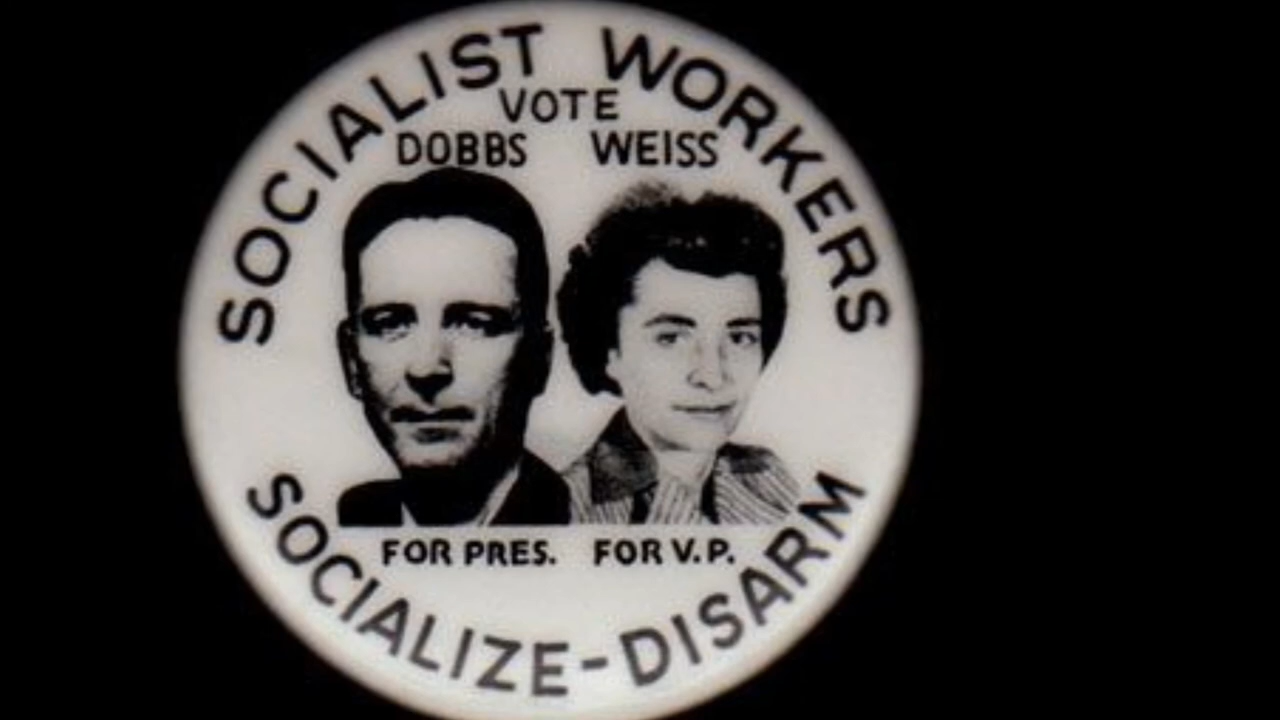 SOCIALIST WORKERS
VOTE
DOBBS WEISS
FOR PRES. FOR V.P.
SOCIALIZE-DISARM